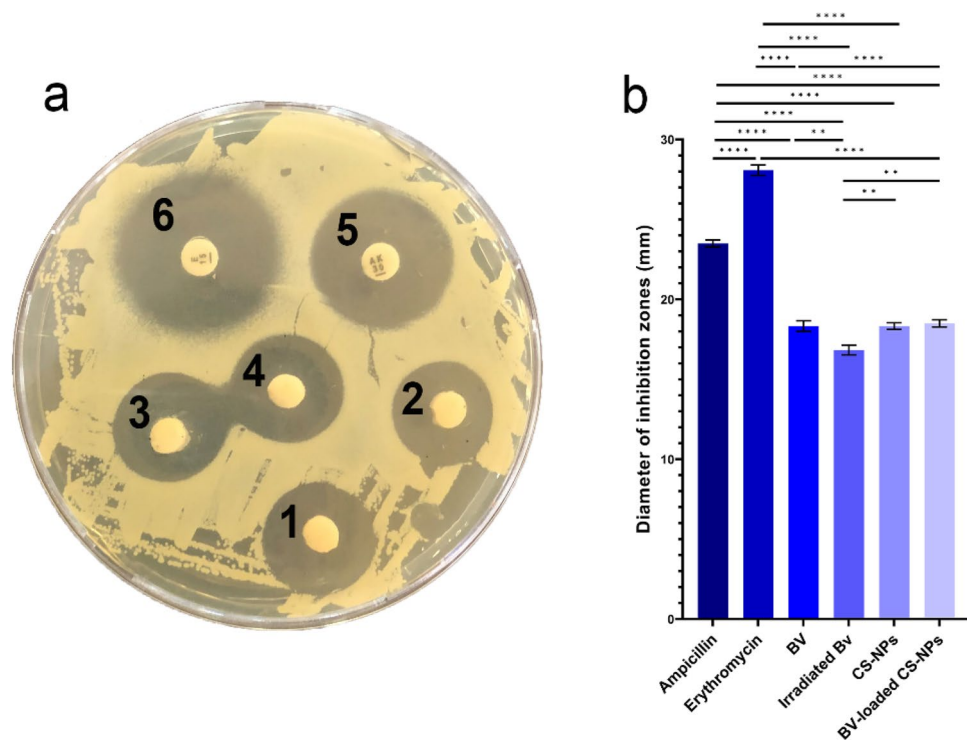 a
6
5
AK
4
3
2
1
b
****
****
**** ****
****
****
****
**** **
**** ****
**
**
Diameter of inhibition zones (mm)
30
20
10
0
Ampicillin
Erythromycin
BV
Irradiated Bv
CS-NPs
BV-loaded CS-NPs